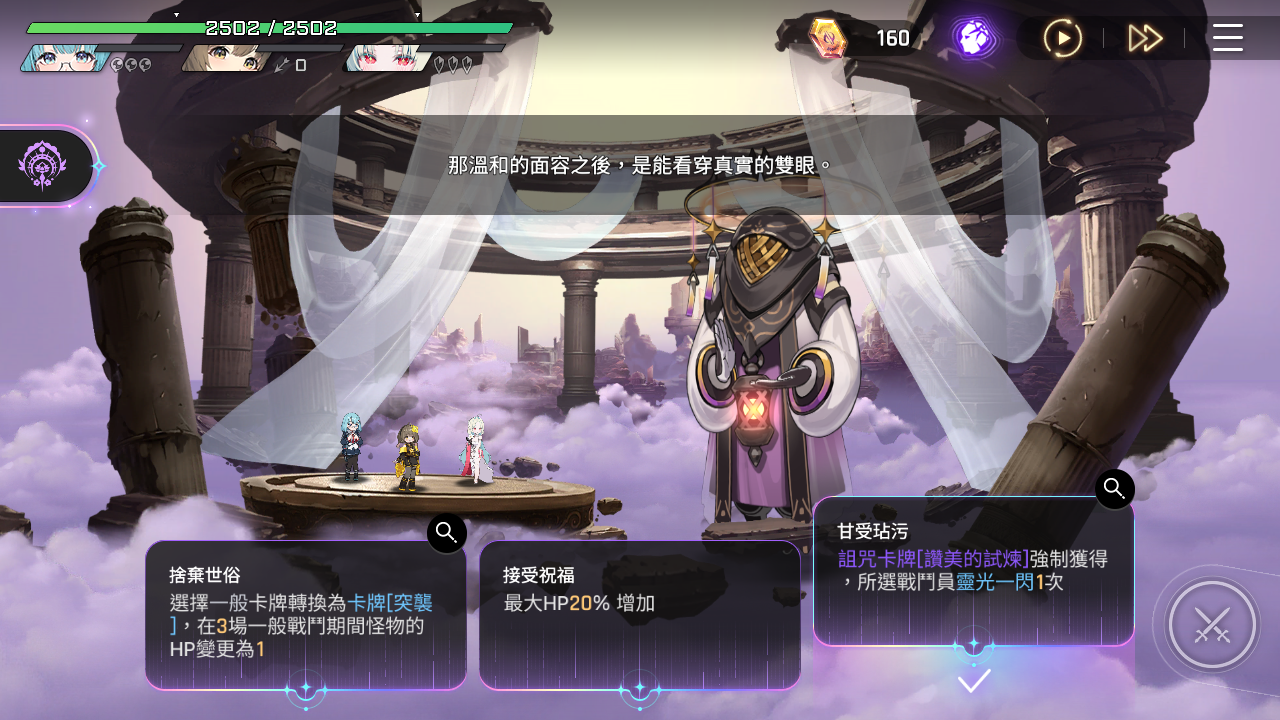 2502 / 2502
160
0
那溫和的面容之後，是能看穿真實的雙眼。
捨棄世俗
選擇一般卡牌轉換為卡牌[突襲
]，在3場一般戰鬥期間怪物的
HP變更為1
接受祝福
最大HP20% 增加
甘受玷污
詛咒卡牌[讚美的試煉]強制獲得
，所選戰鬥員靈光一閃1次